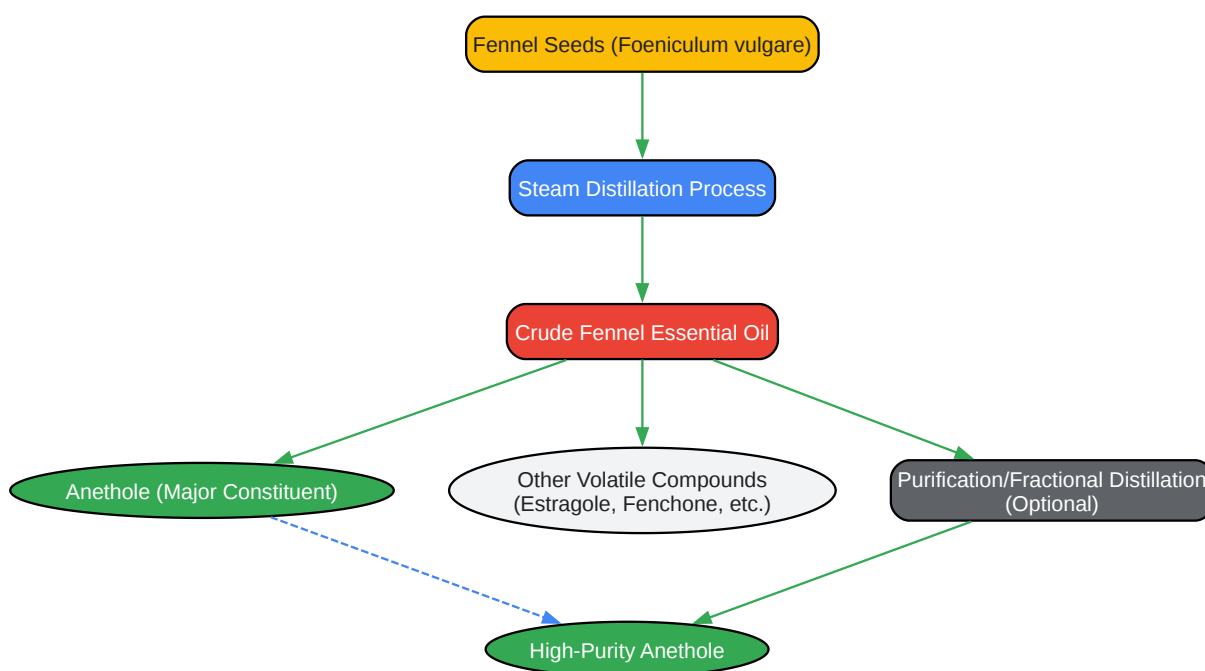 Fennel Seeds (Foeniculum vulgare)
Steam Distillation Process
Crude Fennel Essential Oil
Anethole (Major Constituent)
Other Volatile Compounds
(Estragole, Fenchone, etc.)
Purification/Fractional Distillation
(Optional)
High-Purity Anethole